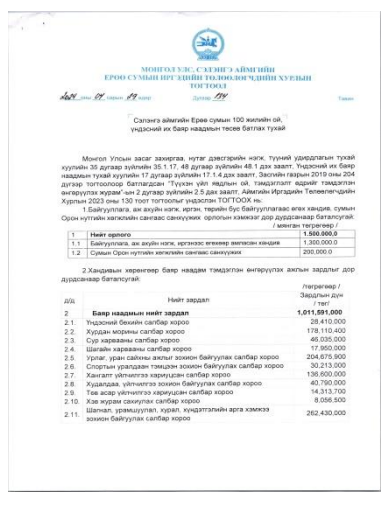 МОНГОЛ УЛС, СЭЛЭНГЭ АЙМГИЙН
ЕРӨӨ СУМЫН ИРГЭДИЙН ТӨЛӨӨЛӨГЧДИЙН ХУРЛЫН
ТОГТООЛ
2024 оны 04 сарын 09 өдөр Дугаар 134 Төвөө
Сэлэнгэ аймгийн Ерөө сумын 100 жилийн ой,
үндэсний их баяр наадмын төсөв батлах тухай
Монгол Улсын засаг захиргаа, нутаг дэвсгэрийн нэгж, түүний удирдлагын тухай
хуулийн 35 дугаар зүйлийн 35.1.17, 48 дугаар зүйлийн 48.1 дэх заалт, Үндэсний их баяр
наадмын тухай хуулийн 17 дугаар зүйлийн 17.1.4 дэх заалт, Засгийн газрын 2019 оны 204
дүгээр тогтоолоор батлагдсан "Түүхэн үйл явдлын ой, тэмдэглэлт өдрийг тэмдэглэн
өнгөрүүлэх журам"-ын 2 дугаар зүйлийн 2.5 дах заалт, Аймгийн Иргэдийн Төлөөлөгчдийн
Хурлын 2023 оны 130 тоот тогтоолыг үндэслэн ТОГТООХ нь:
1.Байгууллага, аж ахуйн нэгж, иргэн, төрийн бус байгууллагаас өгөх хандив, сумын
Орон нутгийн хөгжлийн сангаас санхүүжих орлогын хэмжээг дор дурдсанаар баталсугай:
/ мянган төгрөгөөр /
1 Нийт орлого 1.500.000,0
1.1 Байгууллага, аж ахуйн нэгж, иргэнээс өгөхөөр амласан хандив 1,300.000.0
1.2 Сумын Орон нутгийн хөгжлийн сангаас санхүүжих 200,000.0
2.Хандивын хөрөнгөөр баяр наадам тэмдэглэн өнгөрүүлэх ажлын зардлыг дор
дурдсанаар баталсугай:
/төгрөгөөр /
д/д Нийт зардал Зардлын дүн
/ төг/
2 Баяр наадмын нийт зардал 1,011,591,000
2.1. Үндэсний бөхийн салбар хороо 28,410,000
2.2. Хурдан морины салбар хороо 178,110,400
2.3. Сур харвааны салбар хороо 46,035,000
2.4. Шагайн харвааны салбар хороо 17,950,000
2.5. Урлаг, уран сайхны ажлыг зохион байгуулах салбар хороо 204,675,900
2.6. Спортын уралдаан тэмцээн зохион байгуулах салбар хороо 30,213,000
2.7. Хангалт үйлчилгээ хариуцсан салбар хороо 136,600,000
2.8. Худалдаа, үйлчилгээ зохион байгуулах салбар хороо 40,790,000
2.9. Төв асар үйлчилгээ хариуцсан салбар хороо 14,313,700
2.10. Хэв журам сахиулах салбар хороо 8,056,500
2.11. Шагнал, урамшуулал, хурал, хүндэтгэлийн арга хэмжээ
зохион байгуулах салбар хороо 262,430,000